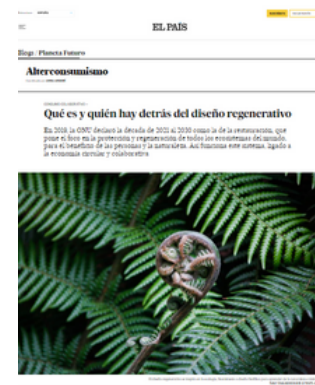 EL PAÍS
Blogs / Planeta Futuro
Alterconsumismo
Qué es y quién hay detrás del diseño regenerativo
En 2018, la ONU declaró la década de 2021 al 2030 como la de la restauración, que
pone el foco en la protección y regeneración de todos los ecosistemas del mundo,
para el beneficio de las personas y la naturaleza. Así funciona este sistema, ligado a
la economía circular y colaborativa